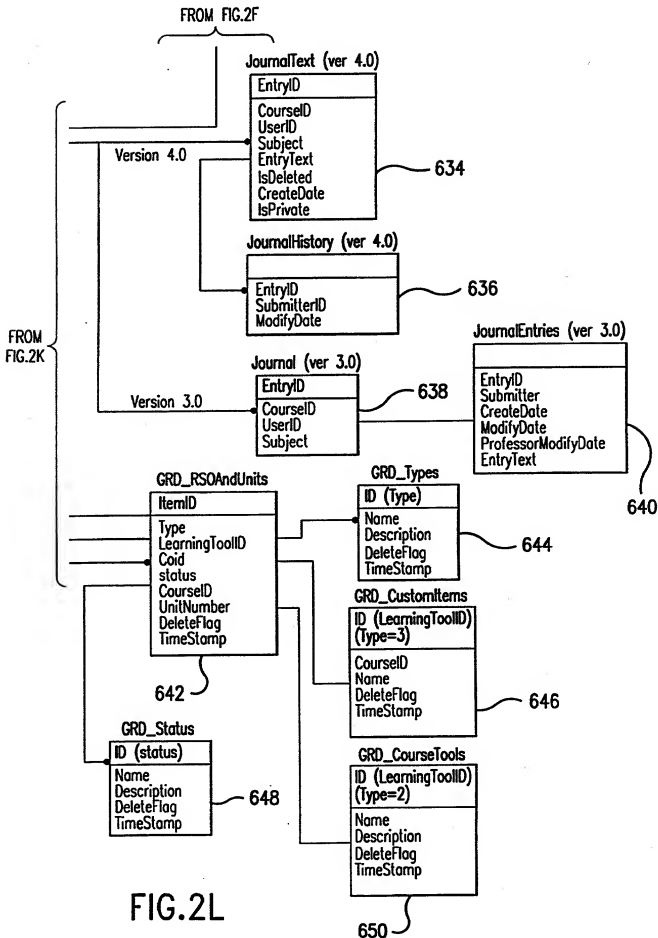 FROM FIG.2F
JournalText (ver 4.0)
EntryID
CourseID
UserID
Subject
EntryText
IsDeleted
CreateDate
IsPrivate
Version 4.0
634
JournalHistory (ver 4.0)
EntryID
SubmitterID
ModifyDate
636
FROM
FIG.2K
Journal (ver 3.0)
EntryID
CourseID
UserID
Subject
638
Version 3.0
JournalEntries (ver 3.0)
EntryID
Submitter
CreateDate
ModifyDate
ProfessorModifyDate
EntryText
640
GRD_RSOAndUnits
ItemID
Type
LearningToolID
Coid
status
CourseID
UnitNumber
DeleteFlag
TimeStamp
642
GRD_Types
ID (Type)
Name
Description
DeleteFlag
TimeStamp
644
GRD_CustomItems
ID (LearningToolID)
(Type=3)
CourseID
Name
DeleteFlag
TimeStamp
646
GRD_Status
ID (status)
Name
Description
DeleteFlag
TimeStamp
648
GRD_CourseTools
ID (LearningToolID)
(Type=2)
Name
Description
DeleteFlag
TimeStamp
650
FIG.2L